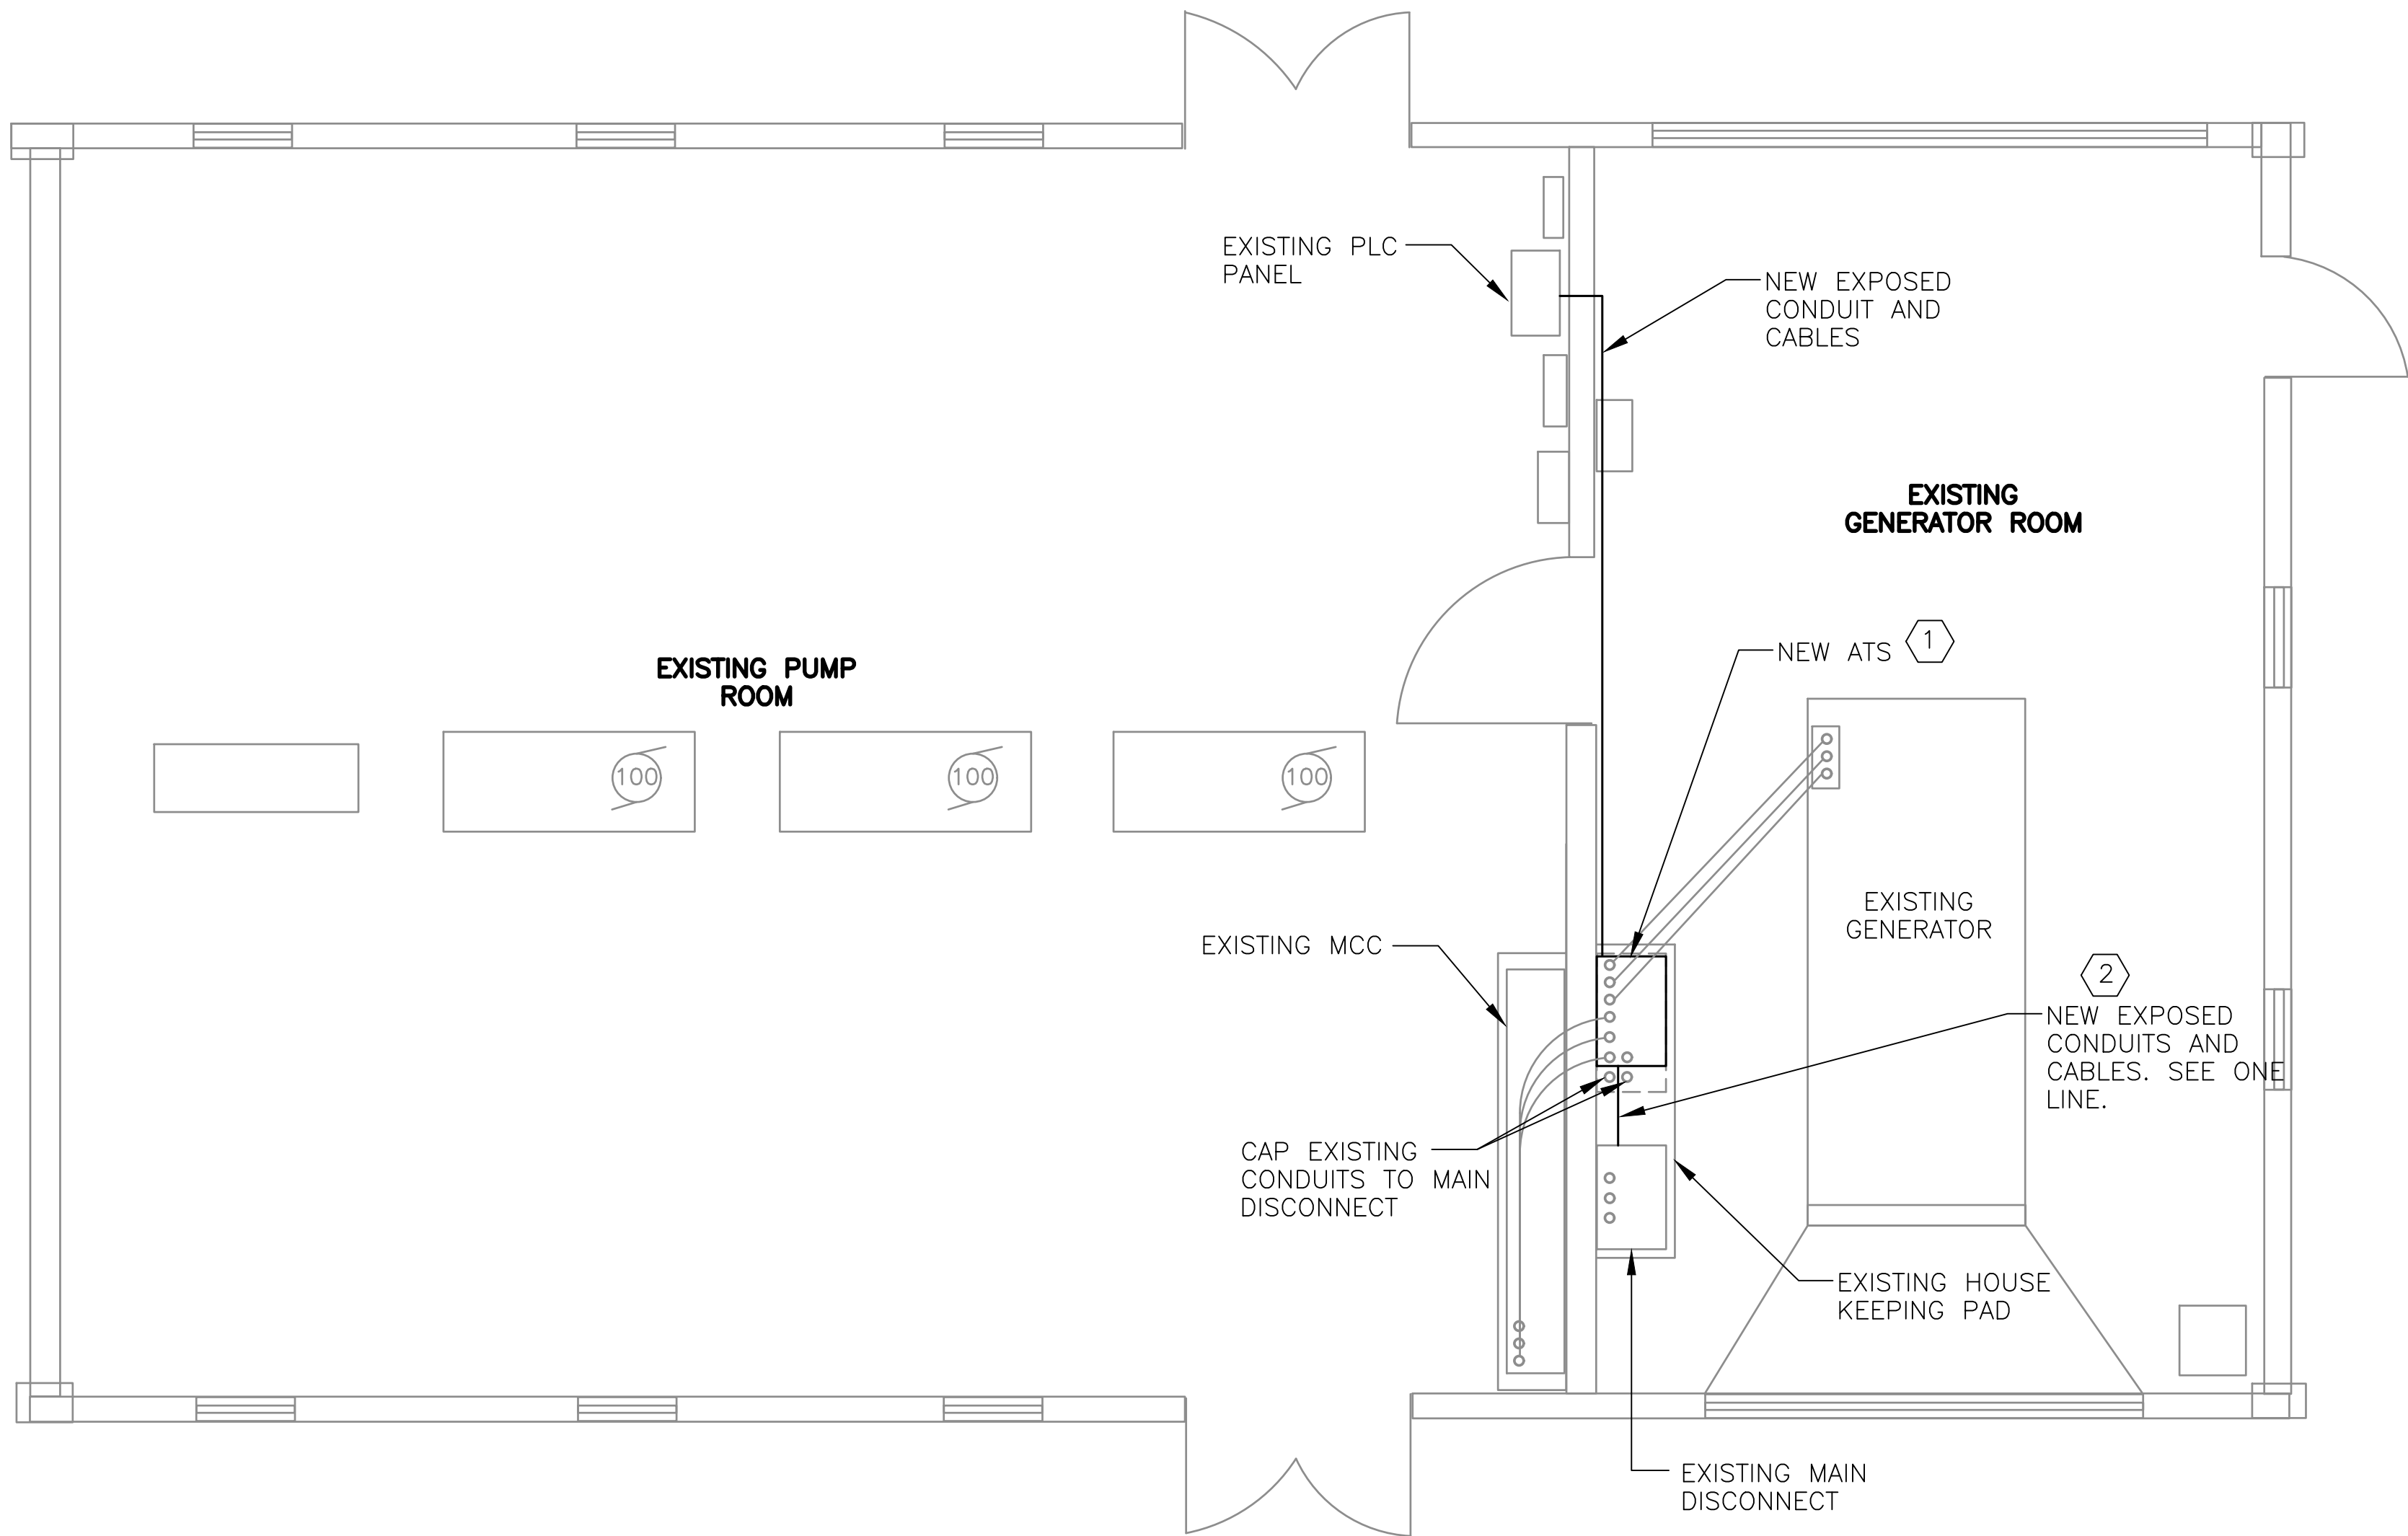 EXISTING PLC
PANEL
NEW EXPOSED
CONDUIT AND
CABLES
EXISTING
GENERATOR ROOM
NEW ATS 1
EXISTING PUMP
ROOM
100
100
100
EXISTING
GENERATOR
EXISTING MCC
2
NEW EXPOSED
CONDUITS AND
CABLES. SEE ONE
LINE.
CAP EXISTING
CONDUITS TO MAIN
DISCONNECT
EXISTING HOUSE
KEEPING PAD
EXISTING MAIN
DISCONNECT